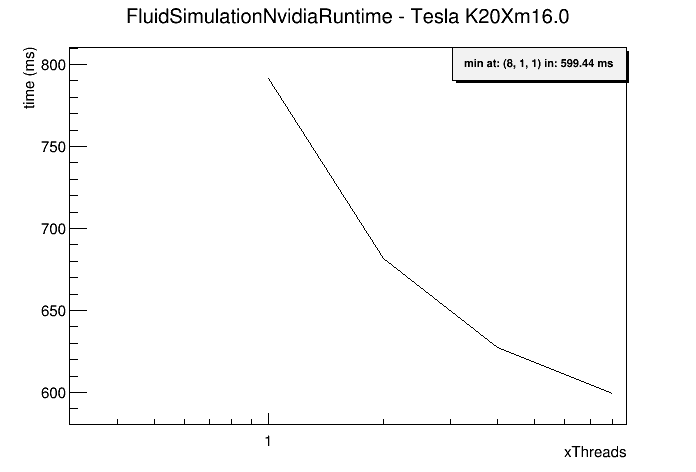 FluidSimulationNvidiaRuntime - Tesla K20Xm16.0
time (ms)
min at: (8, 1, 1) in: 599.44 ms
800
750
700
650
600
1
xThreads